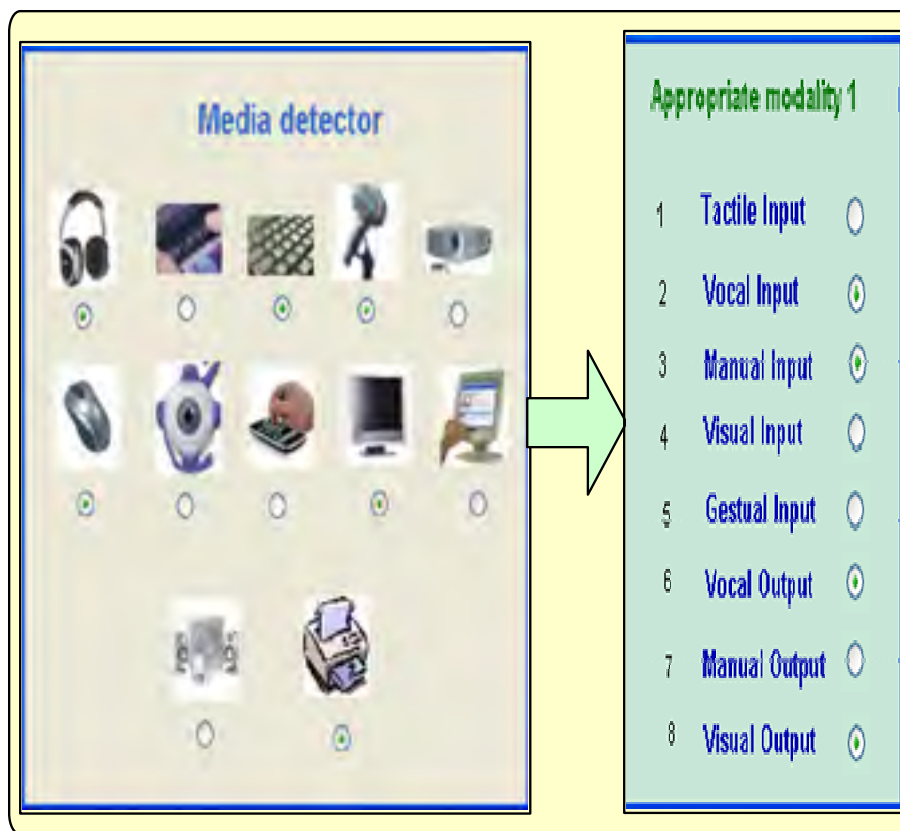 Media detector
Appropriate modality 1
1 Tactile Input
2 Vocal Input
3 Manual Input
4 Visual Input
5 Gestual Input
6 Vocal Output
7 Manual Output
8 Visual Output